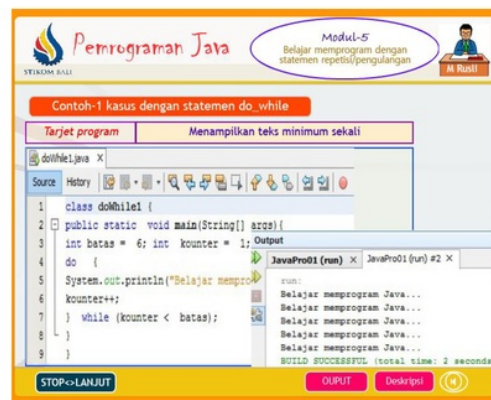 Pemrograman Java
STIKOM BALI
Modul-5
Belajar memprogram dengan
statemen repetisi/pengulangan
M Rusli
Contoh-1 kasus dengan statemen do_while
Tarjet program
Menampilkan teks minimum sekali
doWhile1.java X
Source History
1 class doWhile1 {
2 public static void main(String[] args){
3 int batas = 6; int kounter = 1;
4 do {
5 System.out.println("Belajar mempro
6 kounter++;
7 } while (kounter < batas);
8 }
9 }
Output
JavaPro01 (run) X JavaPro01 (run) #2 X
run:
Belajar memprogram Java...
Belajar memprogram Java...
Belajar memprogram Java...
Belajar memprogram Java...
Belajar memprogram Java...
BUILD SUCCESSFUL (total time: 2 seconds
STOP<>LANJUT
OUPUT
Deskripsi